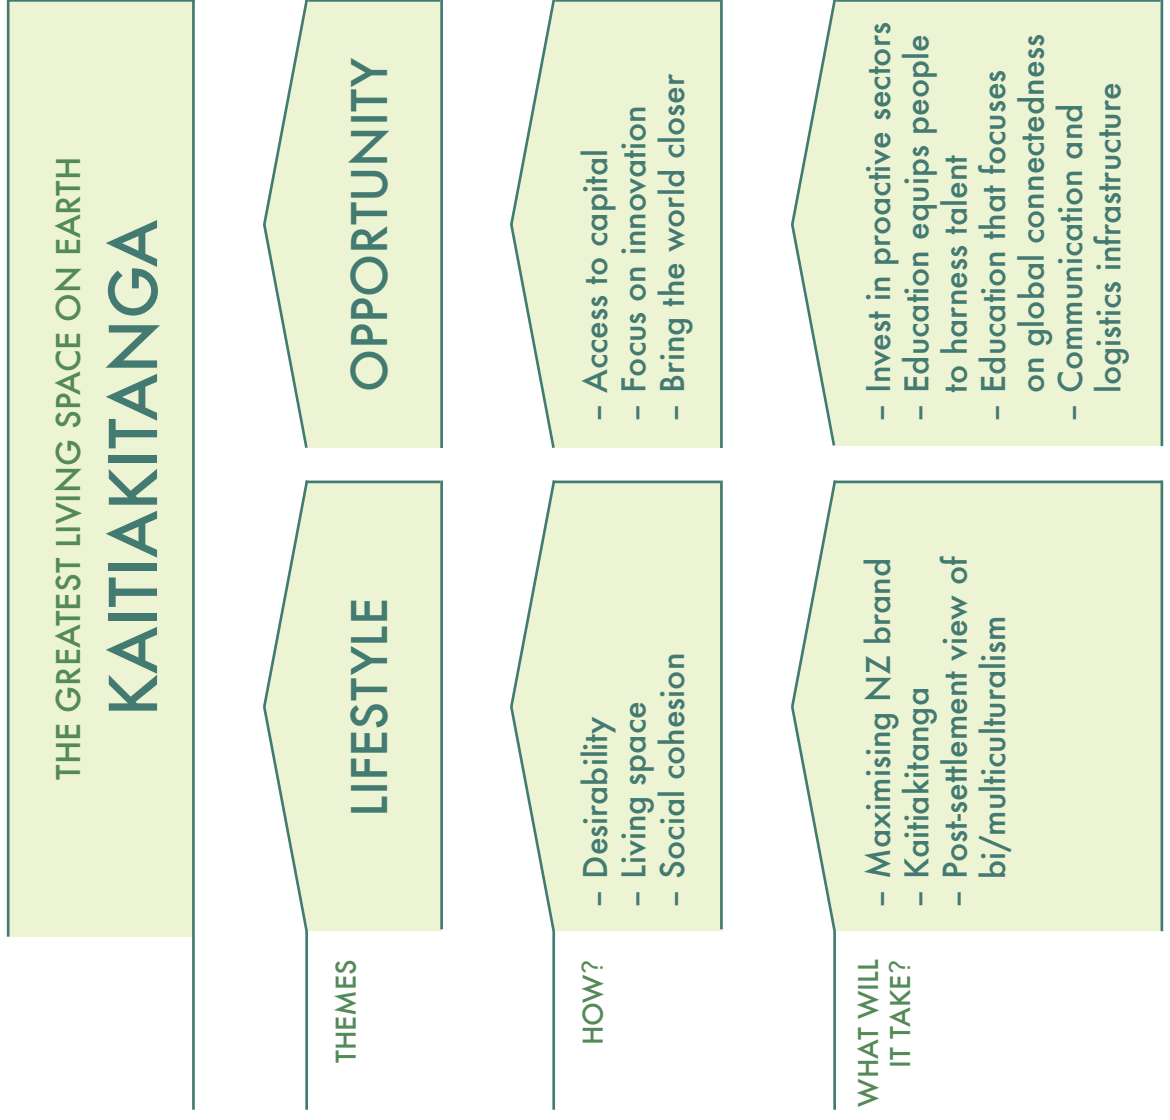 THE GREATEST LIVING SPACE ON EARTH
KAITIAKITANGA
THEMES
LIFESTYLE
OPPORTUNITY
HOW?
– Desirability
– Living space
– Social cohesion
– Access to capital
– Focus on innovation
– Bring the world closer
WHAT WILL
IT TAKE?
– Maximising NZ brand
– Kaitiakitanga
– Post-settlement view of
bi/multiculturalism
– Invest in proactive sectors
– Education equips people
to harness talent
– Education that focuses
on global connectedness
– Communication and
logistics infrastructure